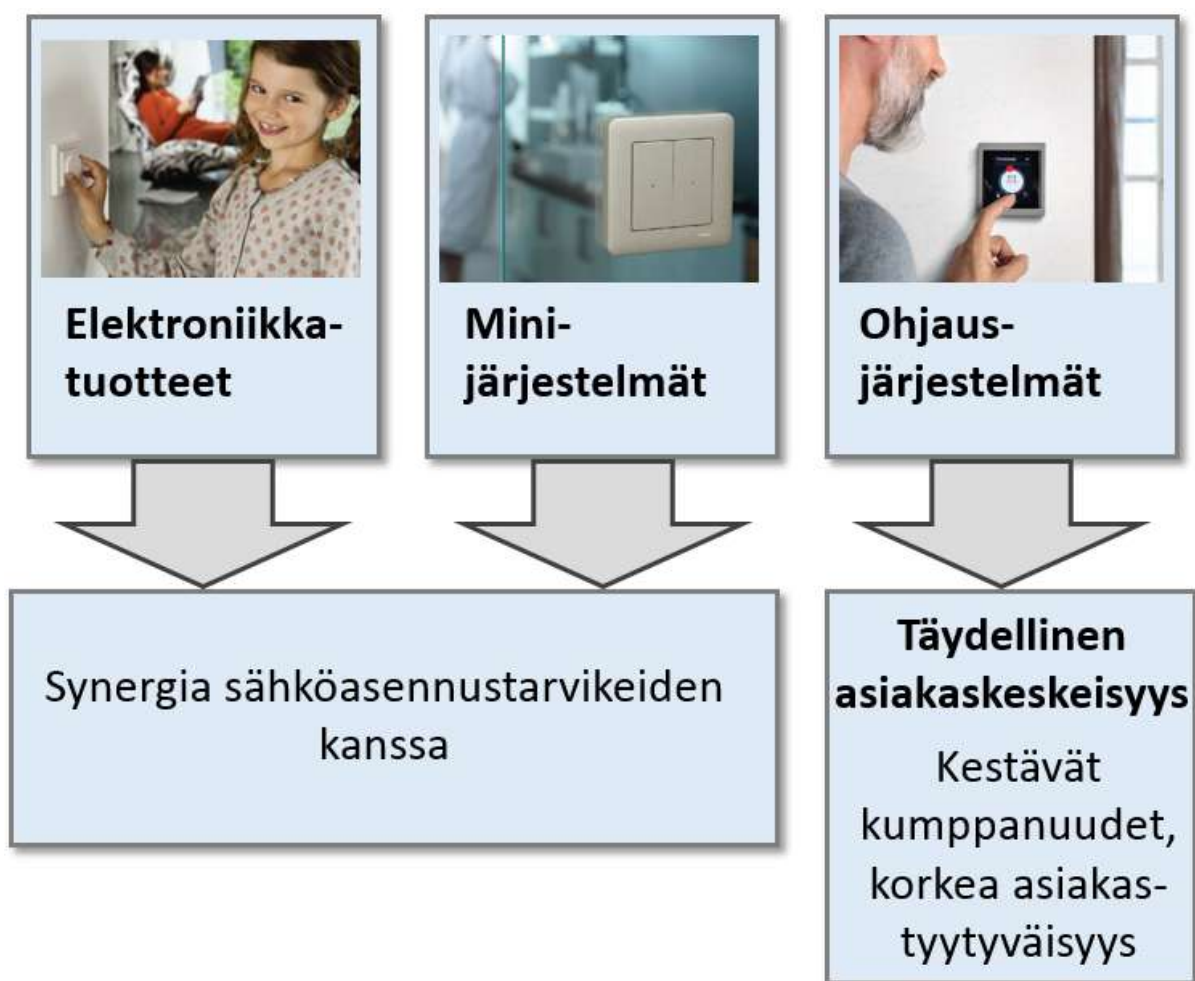 Elektroniikka-
tuotteet
Mini-
järjestelmät
Ohjaus-
järjestelmät
Synergia sähköasennustarvikeiden
kanssa
Täydellinen
asiakaskeskeisyys
Kestävät
kumppanuudet,
korkea asiakas-
tyytyväisyys